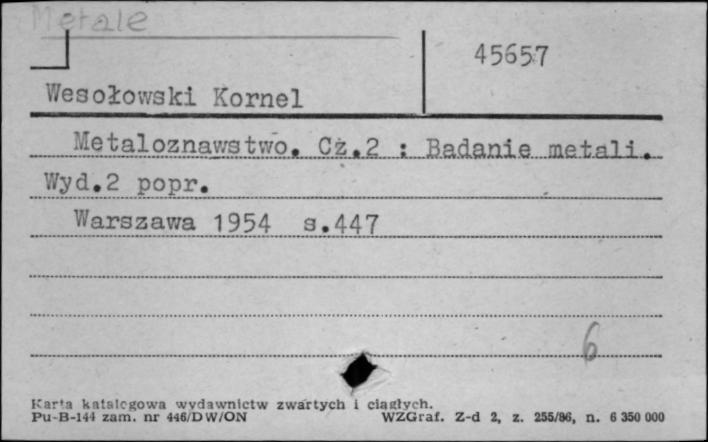 Metale
45657
Wesołowski Kornel
Metaloznawstwo. Cż.2 : Badanie metali.
Wyd.2 popr.
Warszawa 1954 s.447
6
Karta katalogowa wydawnictw zwartych i ciągłych.
Pu-B-144 zam. nr 446/DW/ON WZGraf. Z-d 2, z. 255/86, n. 6 350 000